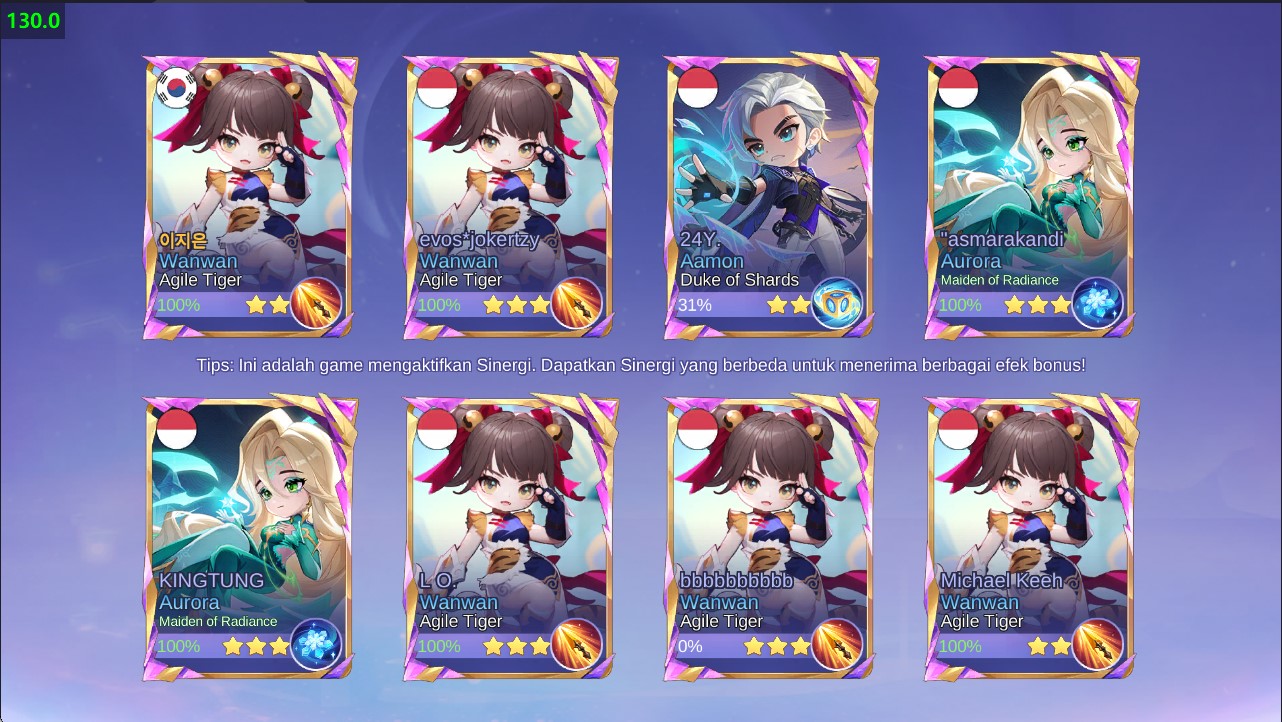 130.0
이지은
Wanwan
Agile Tiger
100%
evos*jokertzy
Wanwan
Agile Tiger
100%
24Y.
Aamon
Duke of Shards
31%
"asmarakandi
Aurora
Maiden of Radiance
100%
Tips: Ini adalah game mengaktifkan Sinergi. Dapatkan Sinergi yang berbeda untuk menerima berbagai efek bonus!
KINGTUNG
Aurora
Maiden of Radiance
100%
L O.
Wanwan
Agile Tiger
100%
bbbbbbbbbb
Wanwan
Agile Tiger
0%
Michael Keeh
Wanwan
Agile Tiger
100%